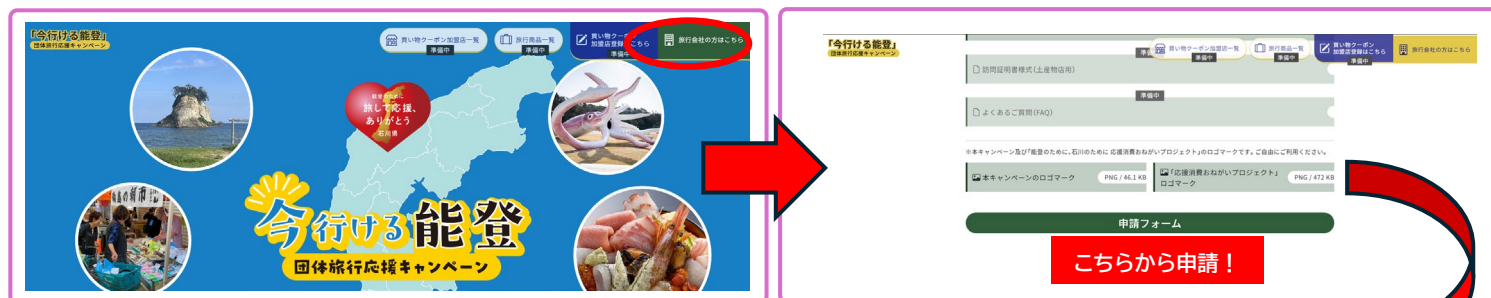 「今行ける能登」
団体旅行応援キャンペーン
買い物クーポン加盟店一覧
準備中
旅行商品一覧
準備中
買い物クーポン
加盟店登録はこちら
準備中
旅行会社の方はこちら
能登のために
旅して応援、
ありがとう
石川県
今行ける能登
団体旅行応援キャンペーン
「今行ける能登」
団体旅行応援キャンペーン
買い物クーポン加盟店一覧
準備中
旅行商品一覧
準備中
買い物クーポン
加盟店登録はこちら
準備中
旅行会社の方はこちら
訪問証明書様式(土産物店用)
準備中
よくあるご質問(FAQ)
※本キャンペーン及び「能登のために、石川のために 応援消費おねがいプロジェクト」のロゴマークです。ご自由にご利用ください。
本キャンペーンのロゴマーク
PNG / 46.1 KB
「応援消費おねがいプロジェクト」
ロゴマーク
PNG / 472 KB
申請フォーム
こちらから申請!